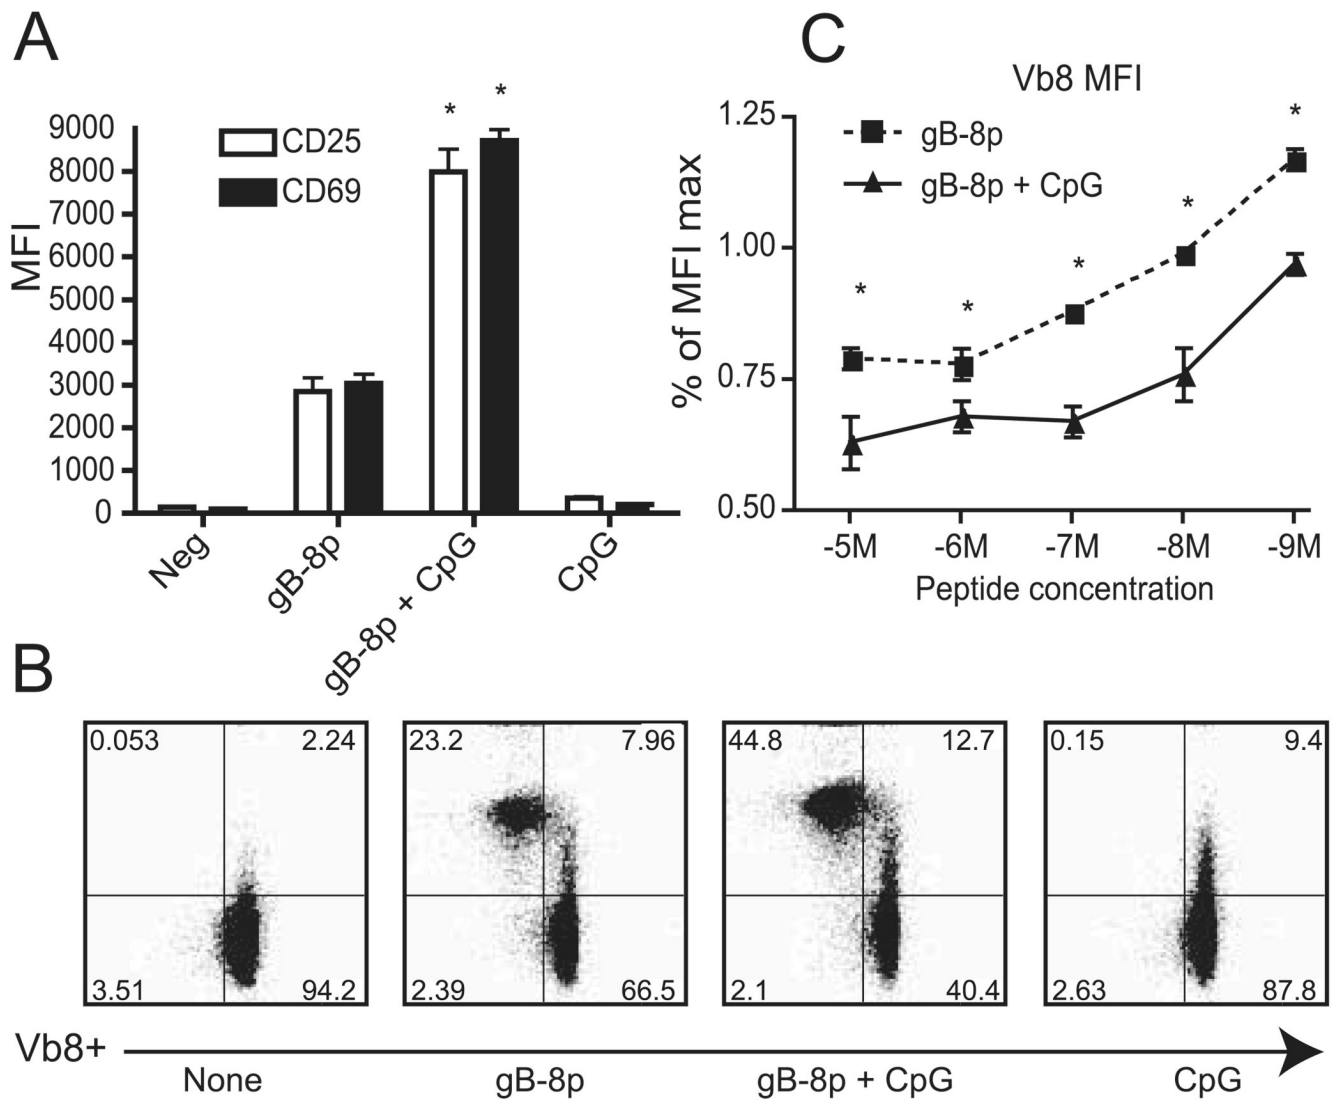 A
MFI
9000
8000
7000
6000
5000
4000
3000
2000
1000
0
CD25
CD69
*
*
Neg
gB-8p
gB-8p + CpG
CpG
C
Vb8 MFI
% of MFI max
1.25
1.00
0.75
0.50
gB-8p
gB-8p + CpG
*
*
*
*
*
-5M -6M -7M -8M -9M
Peptide concentration
B
0.053 2.24
3.51 94.2
23.2 7.96
2.39 66.5
44.8 12.7
2.1 40.4
0.15 9.4
2.63 87.8
Vb8+
None gB-8p gB-8p + CpG CpG